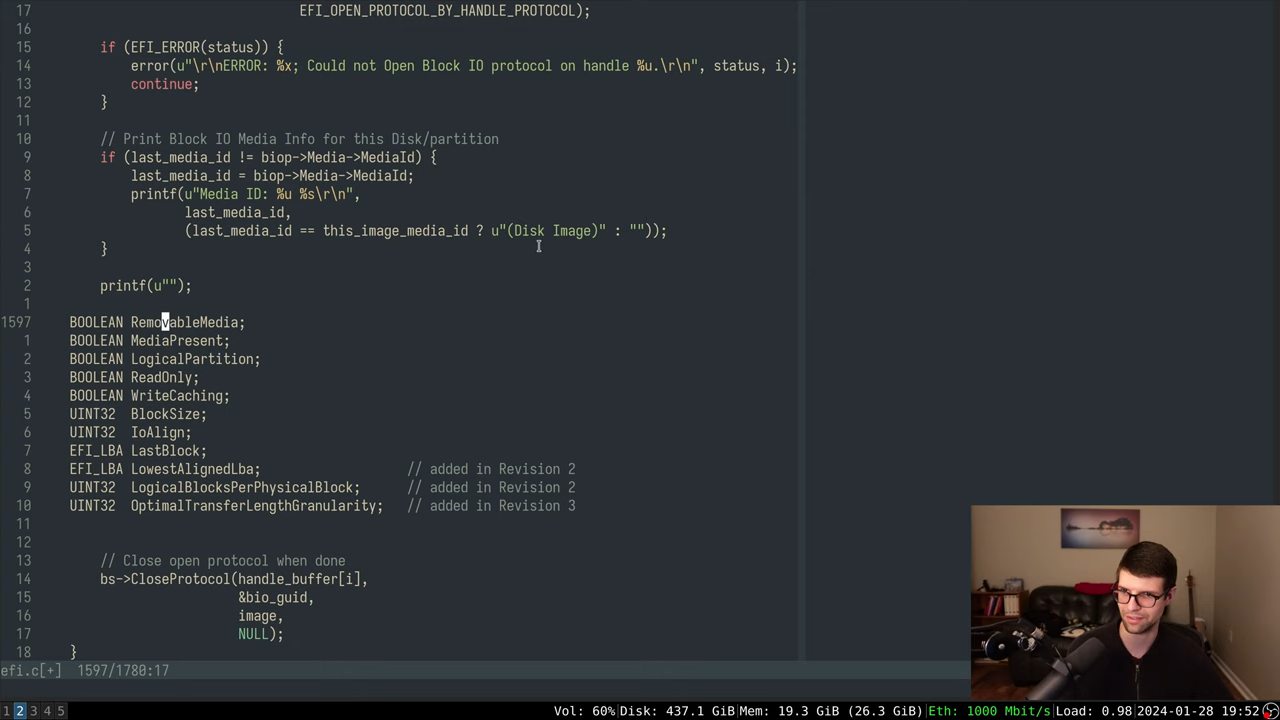 17 EFI_OPEN_PROTOCOL_BY_HANDLE_PROTOCOL);
16
15 if (EFI_ERROR(status)) {
14 error(u"\r\nERROR: %x; Could not Open Block IO protocol on handle %u.\r\n", status, i);
13 continue;
12 }
11
10 // Print Block IO Media Info for this Disk/partition
9 if (last_media_id != biop->Media->MediaId) {
8 last_media_id = biop->Media->MediaId;
7 printf(u"Media ID: %u %s\r\n",
6 last_media_id,
5 (last_media_id == this_image_media_id ? u"(Disk Image)" : ""));
4 }
3
2 printf(u"");
1
1597 BOOLEAN RemovableMedia;
1 BOOLEAN MediaPresent;
2 BOOLEAN LogicalPartition;
3 BOOLEAN ReadOnly;
4 BOOLEAN WriteCaching;
5 UINT32 BlockSize;
6 UINT32 IoAlign;
7 EFI_LBA LastBlock;
8 EFI_LBA LowestAlignedLba; // added in Revision 2
9 UINT32 LogicalBlocksPerPhysicalBlock; // added in Revision 2
10 UINT32 OptimalTransferLengthGranularity; // added in Revision 3
11
12
13 // Close open protocol when done
14 bs->CloseProtocol(handle_buffer[i],
15 &bio_guid,
16 image,
17 NULL);
18 }
efi.c[+] 1597/1780:17
1 2 3 4 5 Vol: 60%|Disk: 437.1 GiB|Mem: 19.3 GiB (26.3 GiB)|Eth: 1000 Mbit/s|Load: 0.98|2024-01-28 19:52